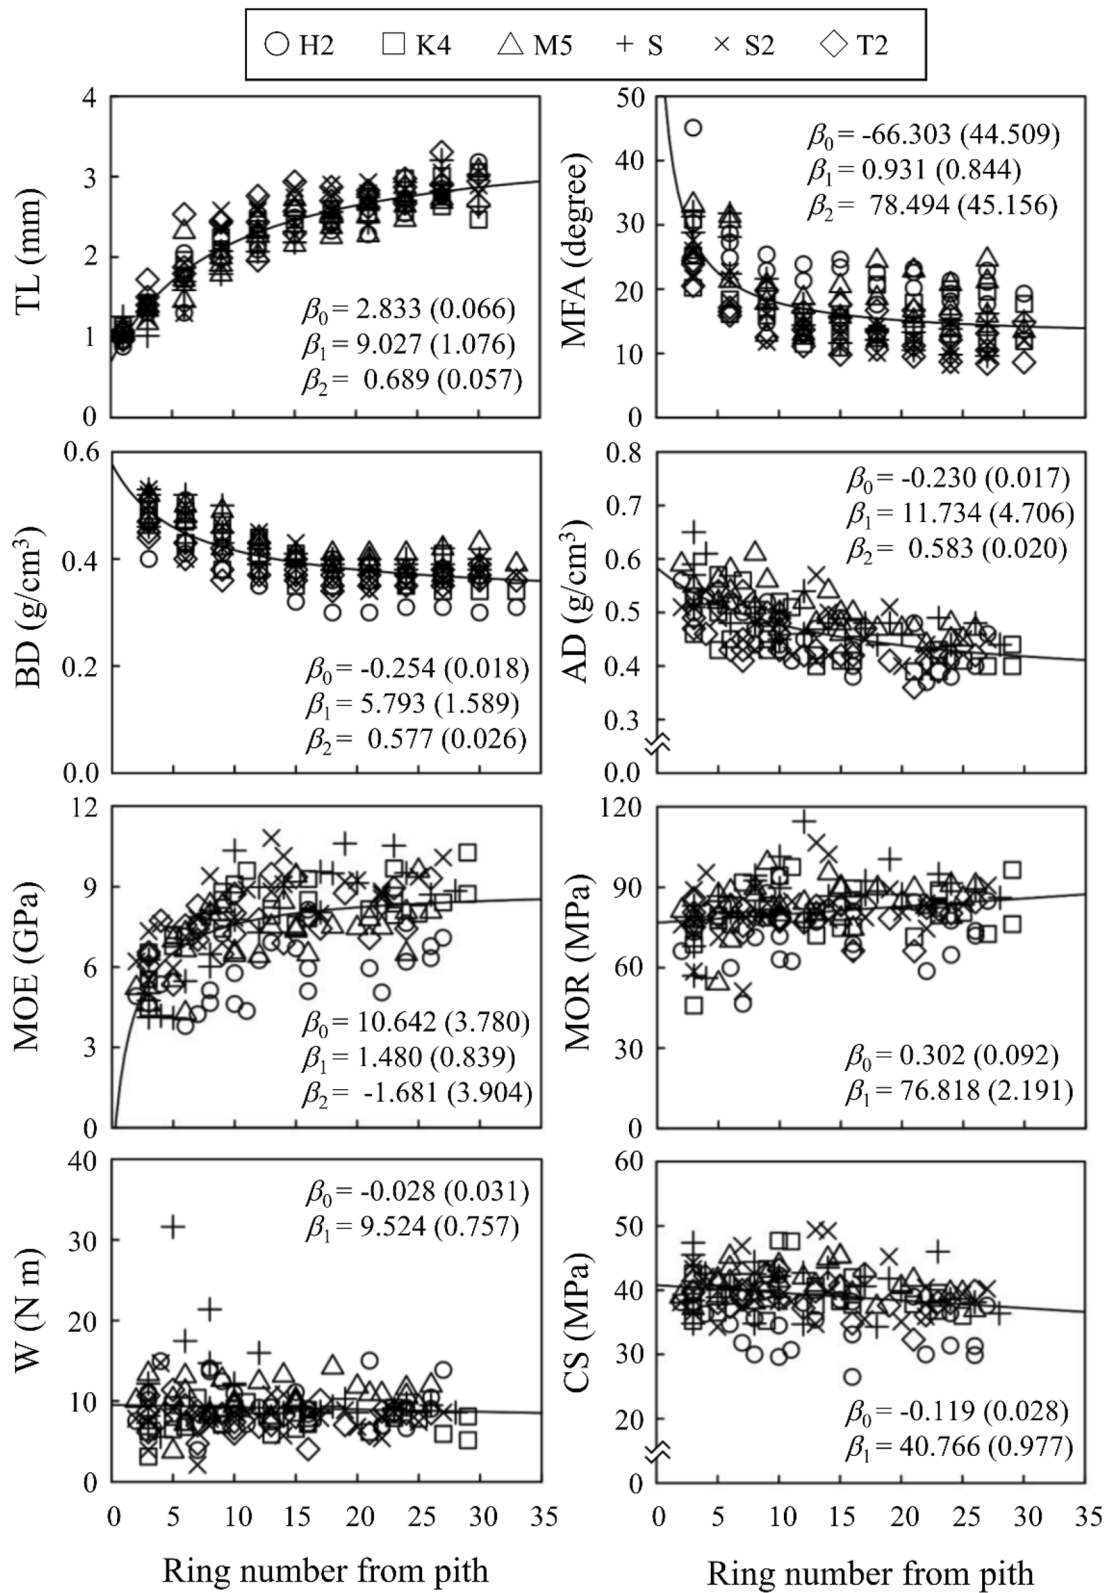 H2 K4 M5 S S2 T2
TL (mm)
4
3
2
1
0
β0 = 2.833 (0.066)
β1 = 9.027 (1.076)
β2 = 0.689 (0.057)
MFA (degree)
50
40
30
20
10
0
β0 = -66.303 (44.509)
β1 = 0.931 (0.844)
β2 = 78.494 (45.156)
BD (g/cm³)
0.6
0.4
0.2
0.0
β0 = -0.254 (0.018)
β1 = 5.793 (1.589)
β2 = 0.577 (0.026)
AD (g/cm³)
0.8
0.7
0.6
0.5
0.4
0.3
0.0
β0 = -0.230 (0.017)
β1 = 11.734 (4.706)
β2 = 0.583 (0.020)
MOE (GPa)
12
9
6
3
0
β0 = 10.642 (3.780)
β1 = 1.480 (0.839)
β2 = -1.681 (3.904)
MOR (MPa)
120
90
60
30
0
β0 = 0.302 (0.092)
β1 = 76.818 (2.191)
W (N m)
40
30
20
10
0
β0 = -0.028 (0.031)
β1 = 9.524 (0.757)
0 5 10 15 20 25 30 35
Ring number from pith
CS (MPa)
60
50
40
30
20
0
β0 = -0.119 (0.028)
β1 = 40.766 (0.977)
0 5 10 15 20 25 30 35
Ring number from pith